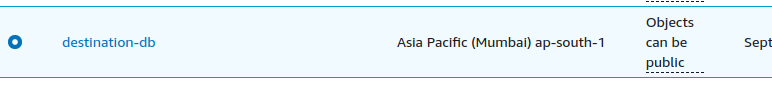 destination-db Asia Pacific (Mumbai) ap-south-1 Objects can be public Sept